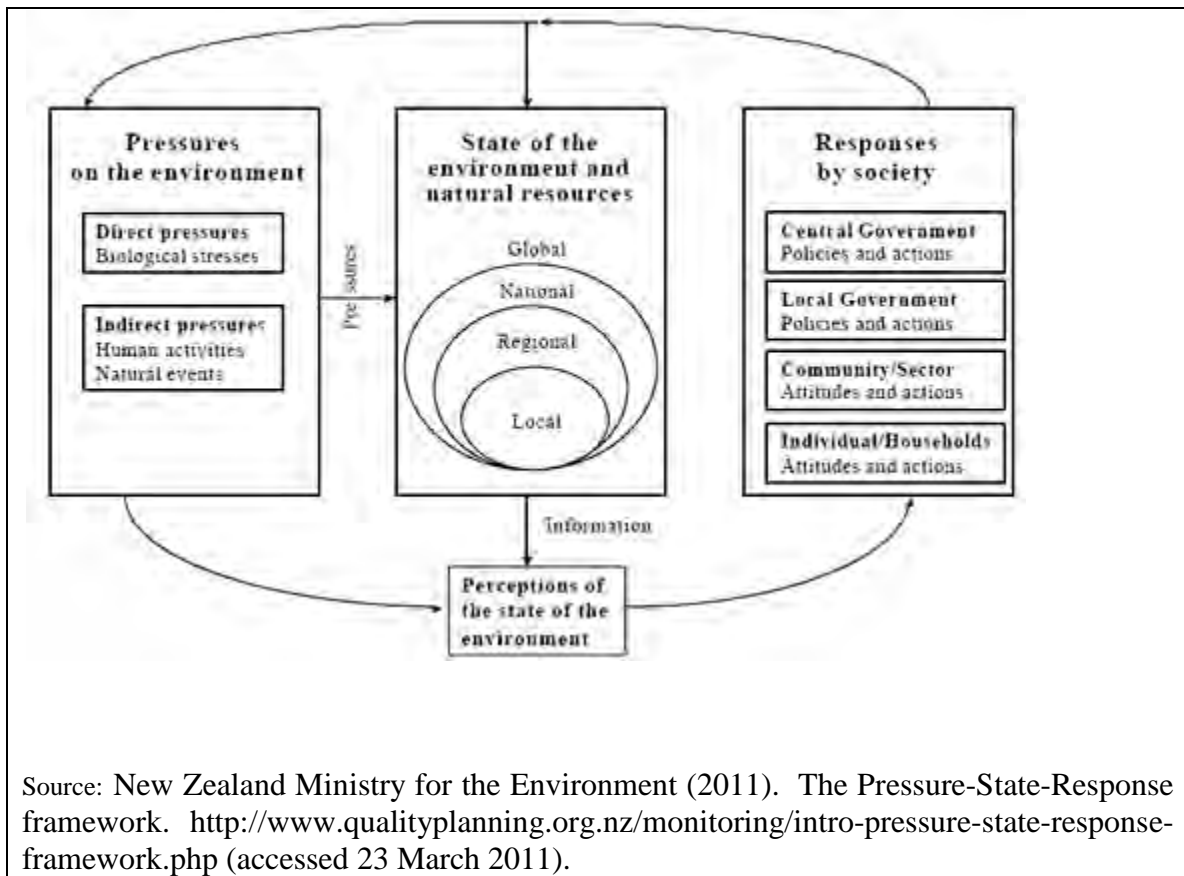 Pressures
on the environment
Direct pressures
Biological stresses
Indirect pressures
Human activities
Natural events
Pressures
State of the
environment and
natural resources
Global
National
Regional
Local
Information
Perceptions of
the state of the
environment
Responses
by society
Central Government
Policies and actions
Local Government
Policies and actions
Community/Sector
Attitudes and actions
Individual/Households
Attitudes and actions
Source: New Zealand Ministry for the Environment (2011). The Pressure-State-Response
framework. http://www.qualityplanning.org.nz/monitoring/intro-pressure-state-response-
framework.php (accessed 23 March 2011).